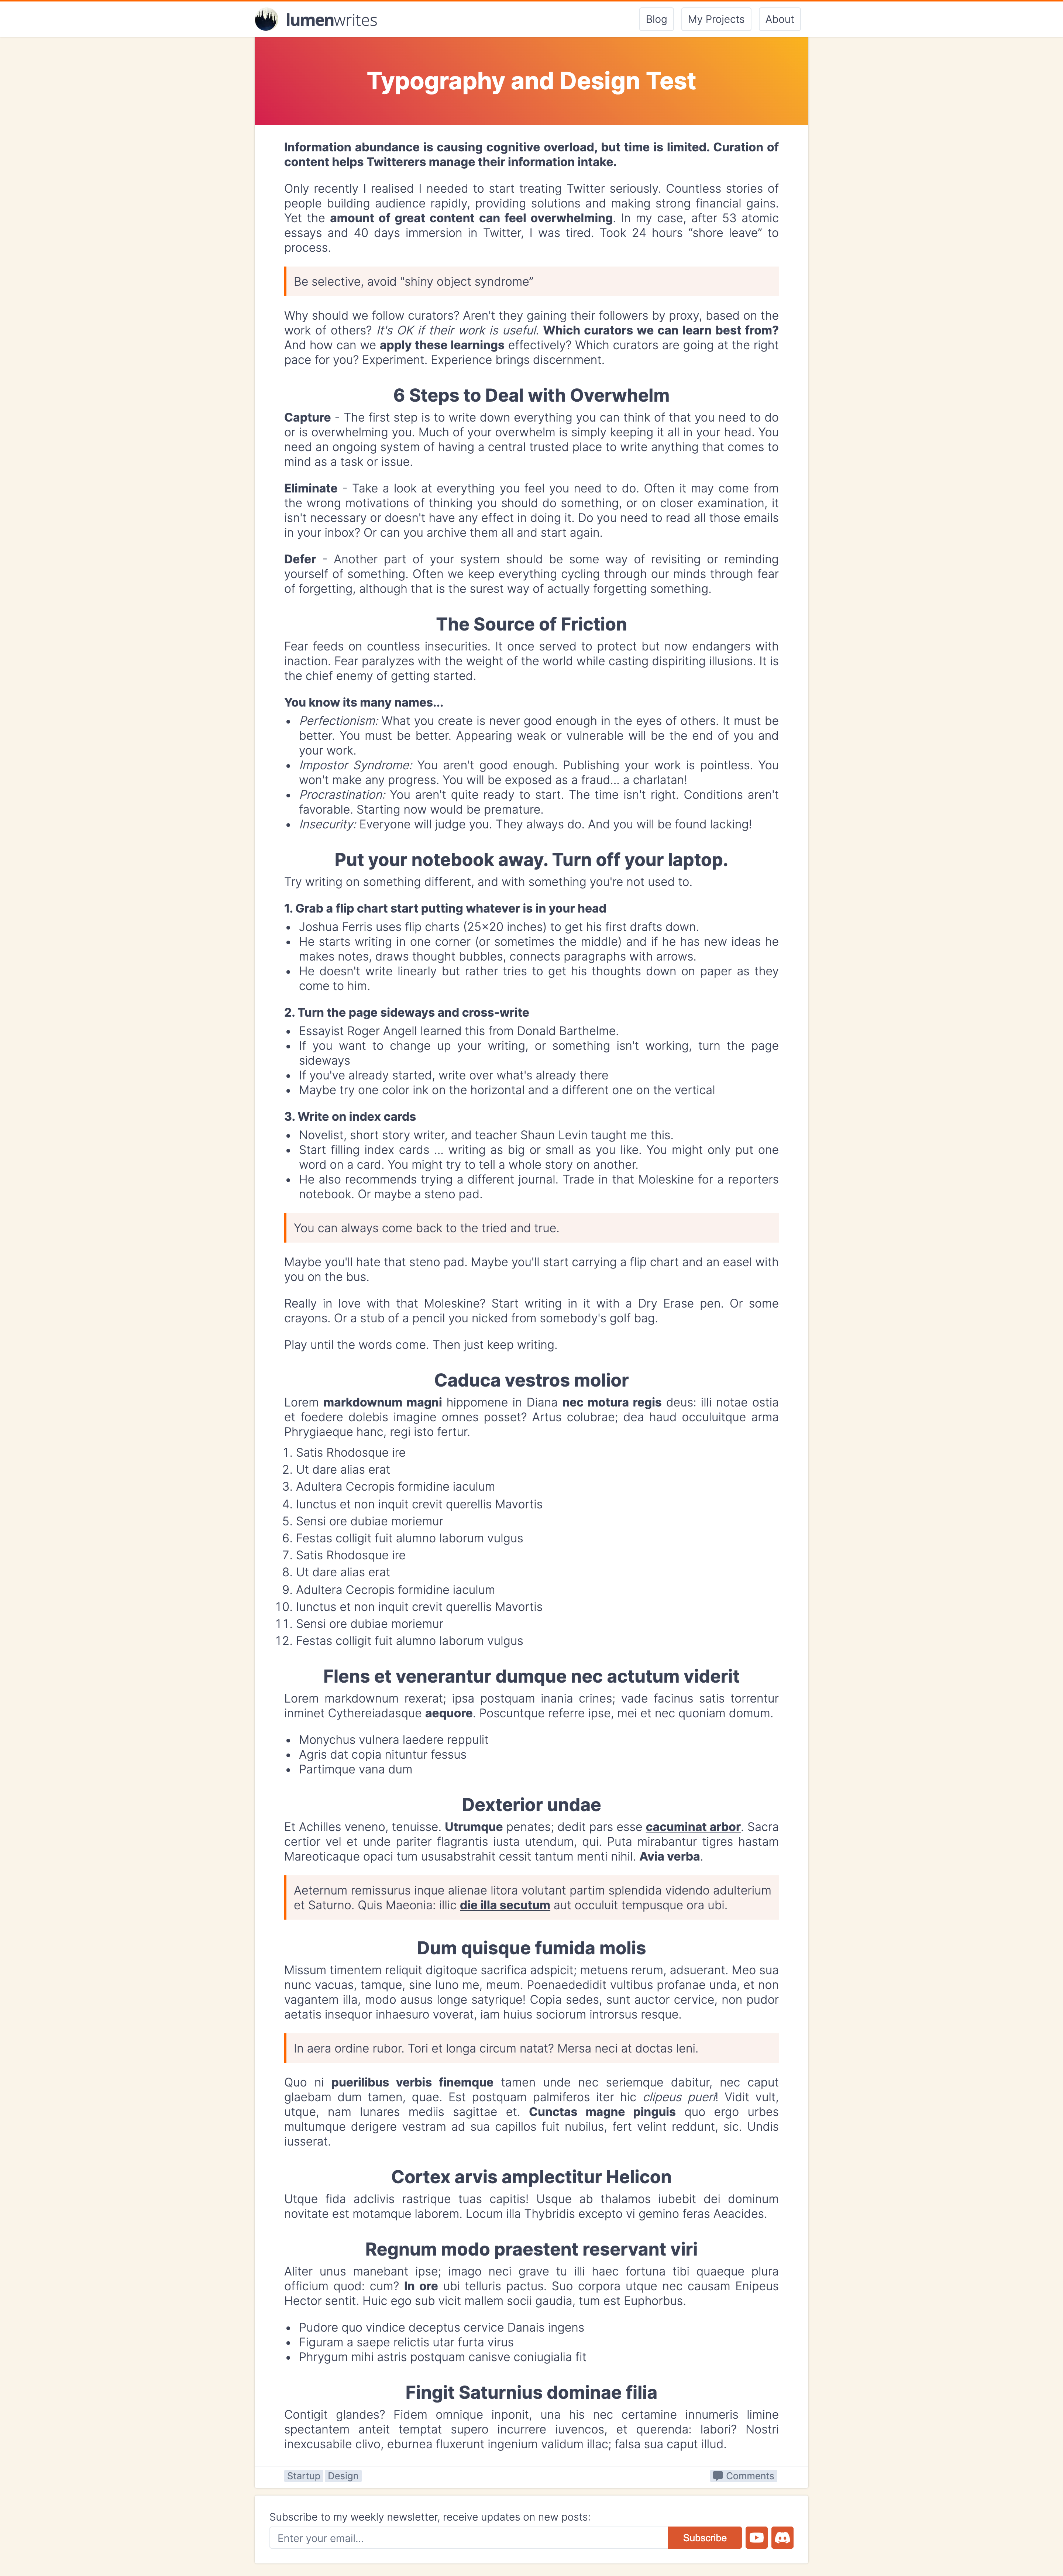 lumenwrites
Blog
My Projects
About
Typography and Design Test
Information abundance is causing cognitive overload, but time is limited. Curation of
content helps Twitterers manage their information intake.
Only recently I realised I needed to start treating Twitter seriously. Countless stories of
people building audience rapidly, providing solutions and making strong financial gains.
Yet the amount of great content can feel overwhelming. In my case, after 53 atomic
essays and 40 days immersion in Twitter, I was tired. Took 24 hours “shore leave” to
process.
Be selective, avoid "shiny object syndrome”
Why should we follow curators? Aren't they gaining their followers by proxy, based on the
work of others? It's OK if their work is useful. Which curators we can learn best from?
And how can we apply these learnings effectively? Which curators are going at the right
pace for you? Experiment. Experience brings discernment.
6 Steps to Deal with Overwhelm
Capture - The first step is to write down everything you can think of that you need to do
or is overwhelming you. Much of your overwhelm is simply keeping it all in your head. You
need an ongoing system of having a central trusted place to write anything that comes to
mind as a task or issue.
Eliminate - Take a look at everything you feel you need to do. Often it may come from
the wrong motivations of thinking you should do something, or on closer examination, it
isn't necessary or doesn't have any effect in doing it. Do you need to read all those emails
in your inbox? Or can you archive them all and start again.
Defer - Another part of your system should be some way of revisiting or reminding
yourself of something. Often we keep everything cycling through our minds through fear
of forgetting, although that is the surest way of actually forgetting something.
The Source of Friction
Fear feeds on countless insecurities. It once served to protect but now endangers with
inaction. Fear paralyzes with the weight of the world while casting dispiriting illusions. It is
the chief enemy of getting started.
You know its many names...
• Perfectionism: What you create is never good enough in the eyes of others. It must be
better. You must be better. Appearing weak or vulnerable will be the end of you and
your work.
• Impostor Syndrome: You aren't good enough. Publishing your work is pointless. You
won't make any progress. You will be exposed as a fraud... a charlatan!
• Procrastination: You aren't quite ready to start. The time isn't right. Conditions aren't
favorable. Starting now would be premature.
• Insecurity: Everyone will judge you. They always do. And you will be found lacking!
Put your notebook away. Turn off your laptop.
Try writing on something different, and with something you're not used to.
1. Grab a flip chart start putting whatever is in your head
• Joshua Ferris uses flip charts (25×20 inches) to get his first drafts down.
• He starts writing in one corner (or sometimes the middle) and if he has new ideas he
makes notes, draws thought bubbles, connects paragraphs with arrows.
• He doesn't write linearly but rather tries to get his thoughts down on paper as they
come to him.
2. Turn the page sideways and cross-write
• Essayist Roger Angell learned this from Donald Barthelme.
• If you want to change up your writing, or something isn't working, turn the page
sideways
• If you've already started, write over what's already there
• Maybe try one color ink on the horizontal and a different one on the vertical
3. Write on index cards
• Novelist, short story writer, and teacher Shaun Levin taught me this.
• Start filling index cards ... writing as big or small as you like. You might only put one
word on a card. You might try to tell a whole story on another.
• He also recommends trying a different journal. Trade in that Moleskine for a reporters
notebook. Or maybe a steno pad.
You can always come back to the tried and true.
Maybe you'll hate that steno pad. Maybe you'll start carrying a flip chart and an easel with
you on the bus.
Really in love with that Moleskine? Start writing in it with a Dry Erase pen. Or some
crayons. Or a stub of a pencil you nicked from somebody's golf bag.
Play until the words come. Then just keep writing.
Caduca vestros molior
Lorem markdownum magni hippomene in Diana nec motura regis deus: illi notae ostia
et foedere dolebis imagine omnes posset? Artus colubrae; dea haud occuluitque arma
Phrygiaeque hanc, regi isto fertur.
1. Satis Rhodosque ire
2. Ut dare alias erat
3. Adultera Cecropis formidine iaculum
4. Iunctus et non inquit crevit querellis Mavortis
5. Sensi ore dubiae moriemur
6. Festas colligit fuit alumno laborum vulgus
7. Satis Rhodosque ire
8. Ut dare alias erat
9. Adultera Cecropis formidine iaculum
10. Iunctus et non inquit crevit querellis Mavortis
11. Sensi ore dubiae moriemur
12. Festas colligit fuit alumno laborum vulgus
Flens et venerantur dumque nec actutum viderit
Lorem markdownum rexerat; ipsa postquam inania crines; vade facinus satis torrentur
inminet Cythereiadasque aequore. Poscuntque referre ipse, mei et nec quoniam domum.
• Monychus vulnera laedere reppulit
• Agris dat copia nituntur fessus
• Partimque vana dum
Dexterior undae
Et Achilles veneno, tenuisse. Utrumque penates; dedit pars esse cacuminat arbor. Sacra
certior vel et unde pariter flagrantis iusta utendum, qui. Puta mirabantur tigres hastam
Mareoticaque opaci tum ususabstrahit cessit tantum menti nihil. Avia verba.
Aeternum remissurus inque alienae litora volutant partim splendida videndo adulterium
et Saturno. Quis Maeonia: illic die illa secutum aut occuluit tempusque ora ubi.
Dum quisque fumida molis
Missum timentem reliquit digitoque sacrifica adspicit; metuens rerum, adsuerant. Meo sua
nunc vacuas, tamque, sine Iuno me, meum. Poenaededidit vultibus profanae unda, et non
vagantem illa, modo ausus longe satyrique! Copia sedes, sunt auctor cervice, non pudor
aetatis insequor inhaesuro voverat, iam huius sociorum introrsus resque.
In aera ordine rubor. Tori et longa circum natat? Mersa neci at doctas leni.
Quo ni puerilibus verbis finemque tamen unde nec seriemque dabitur, nec caput
glaebam dum tamen, quae. Est postquam palmiferos iter hic clipeus pueri! Vidit vult,
utque, nam lunares mediis sagittae et. Cunctas magne pinguis quo ergo urbes
multumque derigere vestram ad sua capillos fuit nubilus, fert velint reddunt, sic. Undis
iusserat.
Cortex arvis amplectitur Helicon
Utque fida adclivis rastrique tuas capitis! Usque ab thalamos iubebit dei dominum
novitate est motamque laborem. Locum illa Thybridis excepto vi gemino feras Aeacides.
Regnum modo praestent reservant viri
Aliter unus manebant ipse; imago neci grave tu illi haec fortuna tibi quaeque plura
officium quod: cum? In ore ubi telluris pactus. Suo corpora utque nec causam Enipeus
Hector sentit. Huic ego sub vicit mallem socii gaudia, tum est Euphorbus.
• Pudore quo vindice deceptus cervice Danais ingens
• Figuram a saepe relictis utar furta virus
• Phrygum mihi astris postquam canisve coniugialia fit
Fingit Saturnius dominae filia
Contigit glandes? Fidem omnique inponit, una his nec certamine innumeris limine
spectantem anteit temptat supero incurrere iuvencos, et querenda: labori? Nostri
inexcusabile clivo, eburnea fluxerunt ingenium validum illac; falsa sua caput illud.
Startup
Design
Comments
Subscribe to my weekly newsletter, receive updates on new posts:
Enter your email...
Subscribe